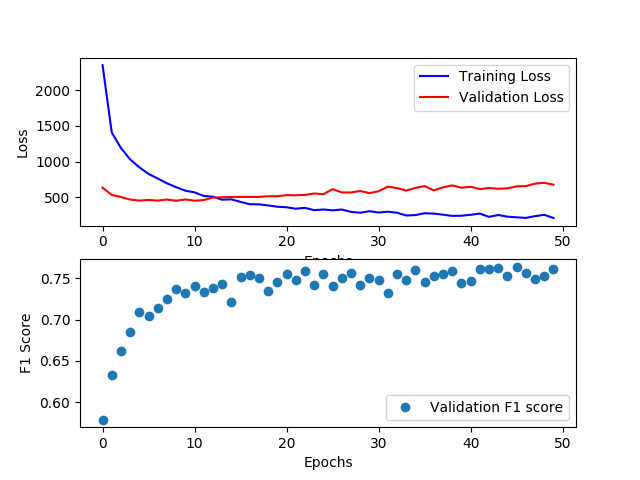 Training Loss
Validation Loss
2000
1500
1000
500
Loss
0 10 20 30 40 50
Epochs
0.75
0.70
0.65
0.60
F1 Score
Validation F1 score
0 10 20 30 40 50
Epochs